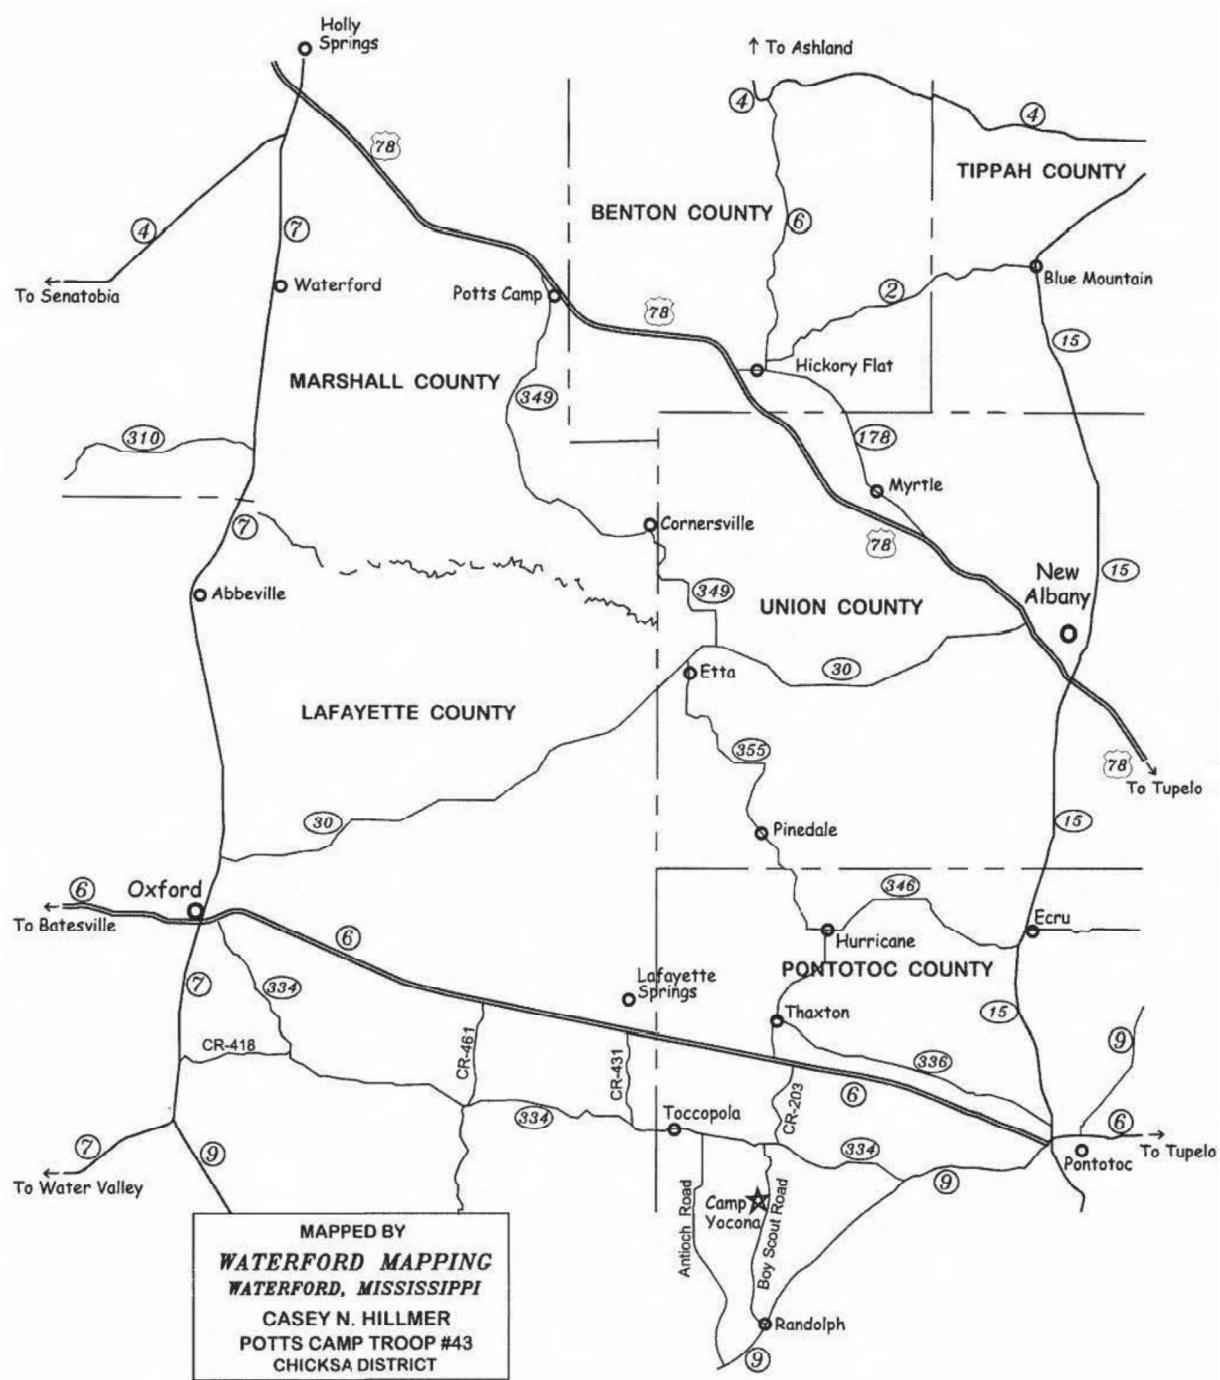 Holly
Springs
↑ To Ashland
4
4
78
TIPPAH COUNTY
BENTON COUNTY
6
4
7
To Senatobia
Waterford
Potts Camp
78
2
Blue Mountain
15
Hickory Flat
MARSHALL COUNTY
349
310
178
Myrtle
7
Cornersville
78
15
New
Albany
Abbeville
349
UNION COUNTY
Etta
30
LAFAYETTE COUNTY
355
78
To Tupelo
30
Pinedale
15
6
Oxford
To Batesville
346
Ecru
6
Hurricane
PONTOTOC COUNTY
7
334
Lafayette
Springs
Thaxton
15
9
CR-418
CR-461
CR-431
336
CR-203
6
334
Toccopola
334
6
To Tupelo
7
9
Pontotoc
9
To Water Valley
Antioch Road
Camp
Yocona
Boy Scout Road
Randolph
9
MAPPED BY
WATERFORD MAPPING
WATERFORD, MISSISSIPPI
CASEY N. HILLMER
POTTS CAMP TROOP #43
CHICKSA DISTRICT